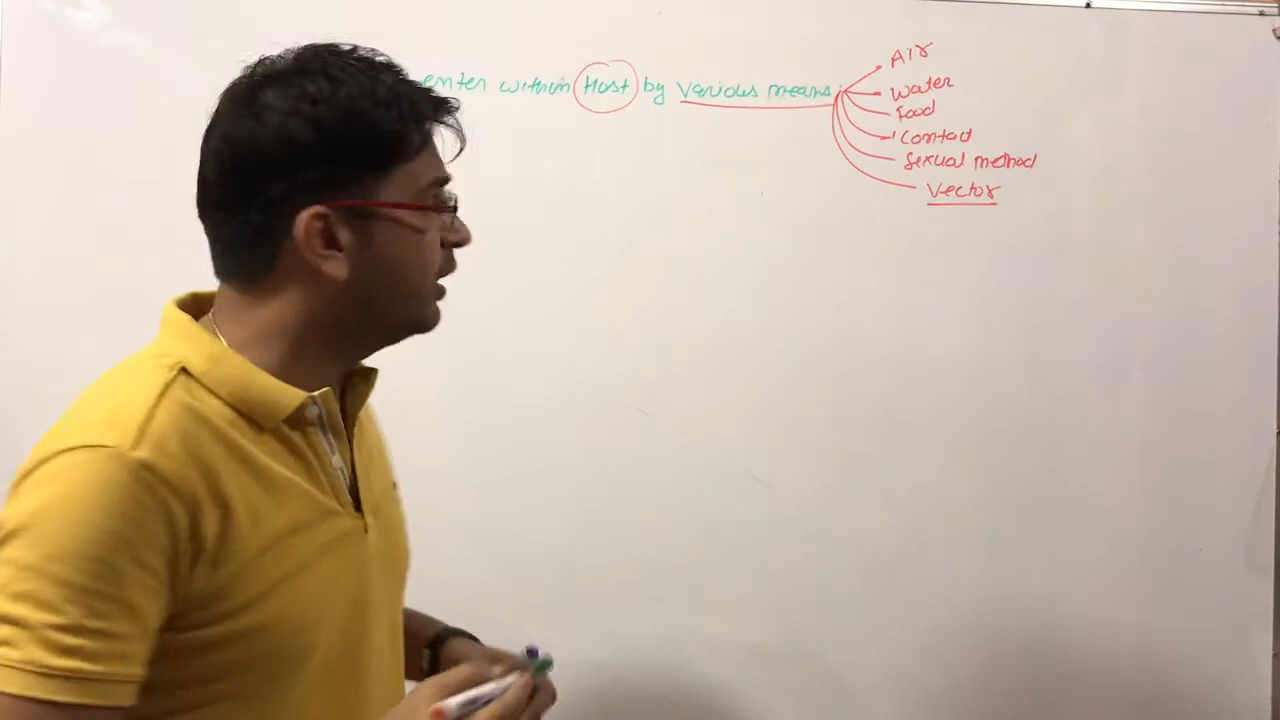 enter within Host by various means
Air
Water
Food
Contact
Sexual method
Vector